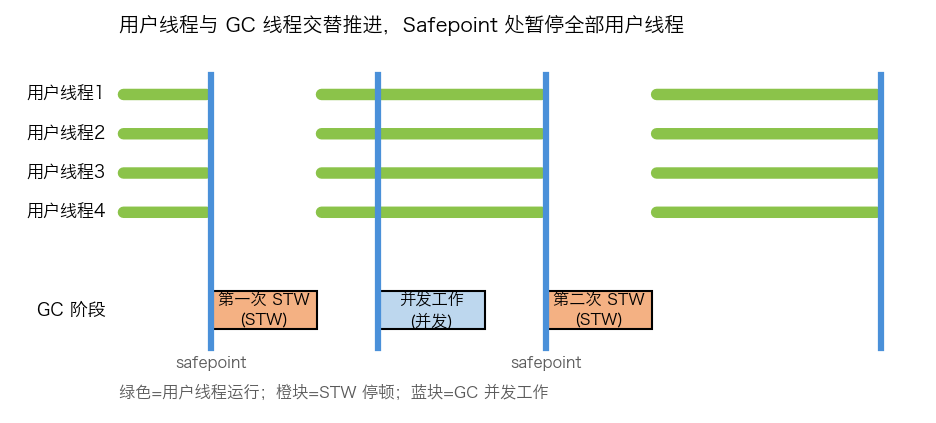 用户线程与 GC 线程交替推进，Safepoint 处暂停全部用户线程
用户线程1
用户线程2
用户线程3
用户线程4
GC 阶段
第一次 STW
(STW)
并发工作
(并发)
第二次 STW
(STW)
safepoint
safepoint
绿色=用户线程运行；橙块=STW 停顿；蓝块=GC 并发工作